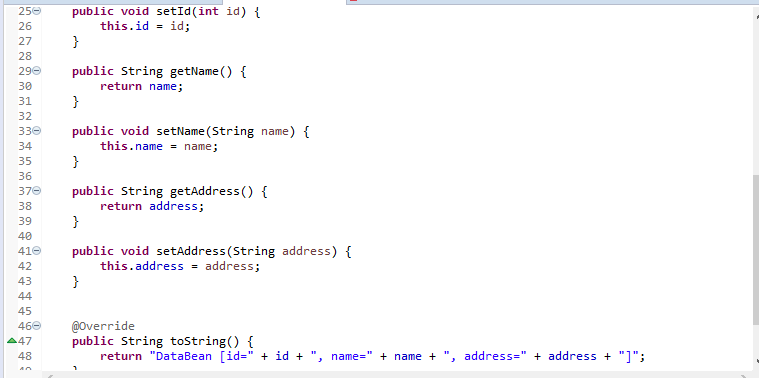 25 public void setId(int id) {
26 this.id = id;
27 }
28
29 public String getName() {
30 return name;
31 }
32
33 public void setName(String name) {
34 this.name = name;
35 }
36
37 public String getAddress() {
38 return address;
39 }
40
41 public void setAddress(String address) {
42 this.address = address;
43 }
44
45
46 @Override
47 public String toString() {
48 return "DataBean [id=" + id + ", name=" + name + ", address=" + address + "]";